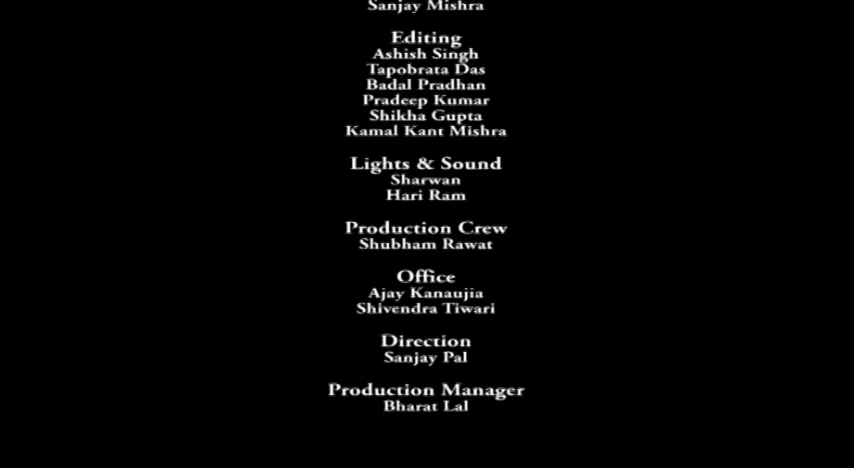 Sanjay Mishra
Editing
Ashish Singh
Tapobrata Das
Badal Pradhan
Pradeep Kumar
Shikha Gupta
Kamal Kant Mishra
Lights & Sound
Sharwan
Hari Ram
Production Crew
Shubham Rawat
Office
Ajay Kanaujia
Shivendra Tiwari
Direction
Sanjay Pal
Production Manager
Bharat Lal